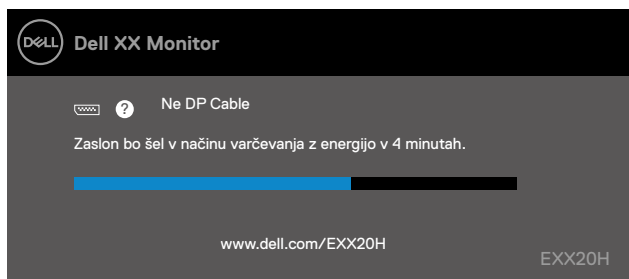 DELL Dell XX Monitor
? Ne DP Cable
Zaslon bo šel v načinu varčevanja z energijo v 4 minutah.
www.dell.com/EXX20H
EXX20H